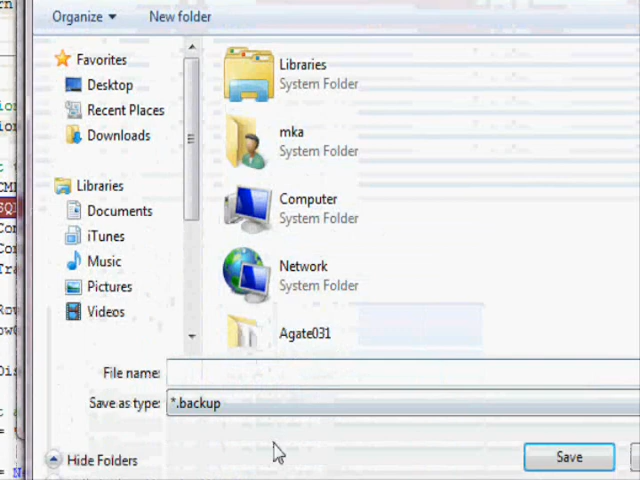 Organize New folder
Favorites
Desktop
Recent Places
Downloads
Libraries
Documents
iTunes
Music
Pictures
Videos
Libraries
System Folder
mka
System Folder
Computer
System Folder
Network
System Folder
Agate031
File name:
Save as type: *.backup
Hide Folders
Save